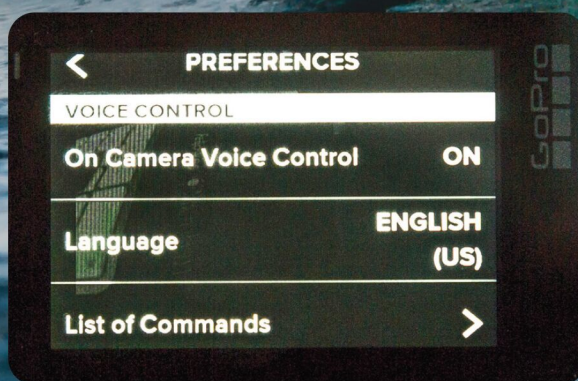 PREFERENCES
VOICE CONTROL
On Camera Voice Control ON
Language ENGLISH (US)
List of Commands
GoPro